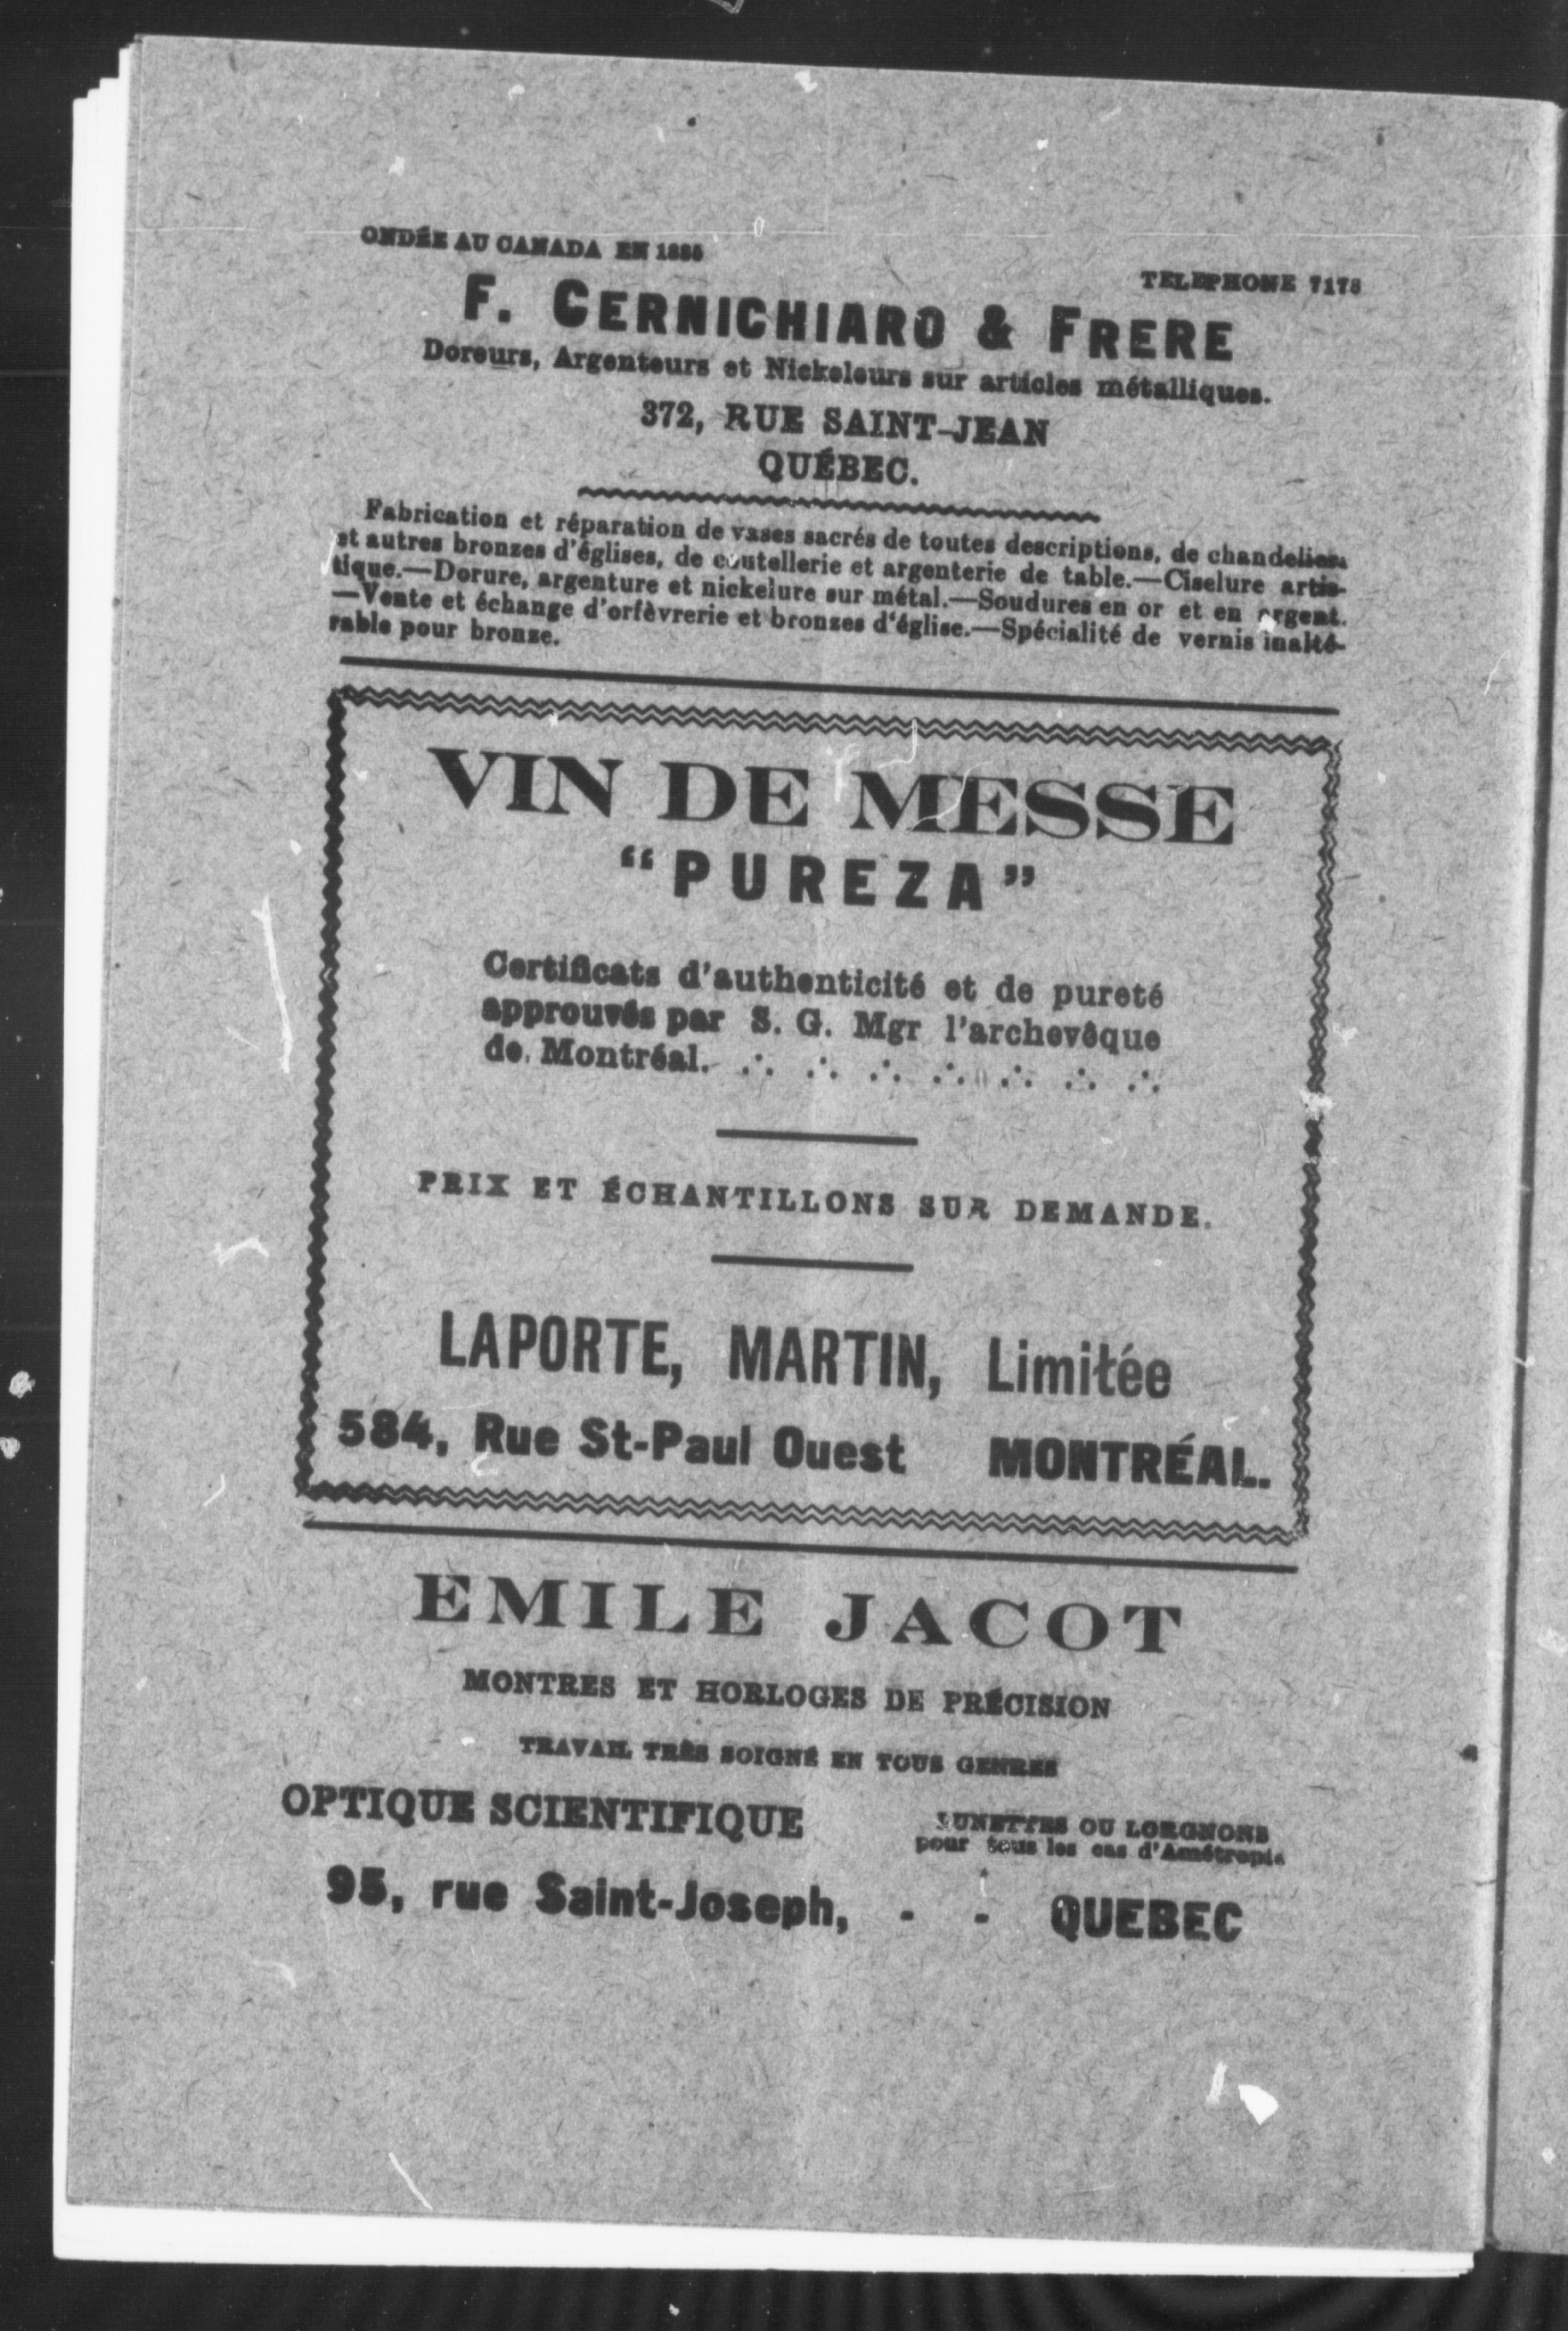 ONDÉE AU CANADA EN 1885
TELEPHONE 7178
F. CERNICHIARO & FRERE
Doreurs, Argenteurs et Nickeleurs sur articles métalliques.
372, RUE SAINT-JEAN
QUÉBEC.
Fabrication et réparation de vases sacrés de toutes descriptions, de chandeliers
et autres bronzes d'églises, de coutellerie et argenterie de table.—Ciselure artis-
tique.—Dorure, argenture et nickelure sur métal.—Soudures en or et en argent.
—Vente et échange d'orfèvrerie et bronzes d'église.—Spécialité de vernis inalté-
rable pour bronze.
VIN DE MESSE
“PUREZA”
Certificats d'authenticité et de pureté
approuvés par S. G. Mgr l'archevêque
de Montréal. ∴ ∴ ∴ ∴ ∴ ∴ ∴
PRIX ET ÉCHANTILLONS SUR DEMANDE.
LAPORTE, MARTIN, Limitée
584, Rue St-Paul Ouest MONTRÉAL.
EMILE JACOT
MONTRES ET HORLOGES DE PRÉCISION
TRAVAIL TRÈS SOIGNÉ EN TOUS GENRES
OPTIQUE SCIENTIFIQUE
LUNETTES OU LORGNONS
pour tous les cas d'Amétropie
95, rue Saint-Joseph, - - QUEBEC